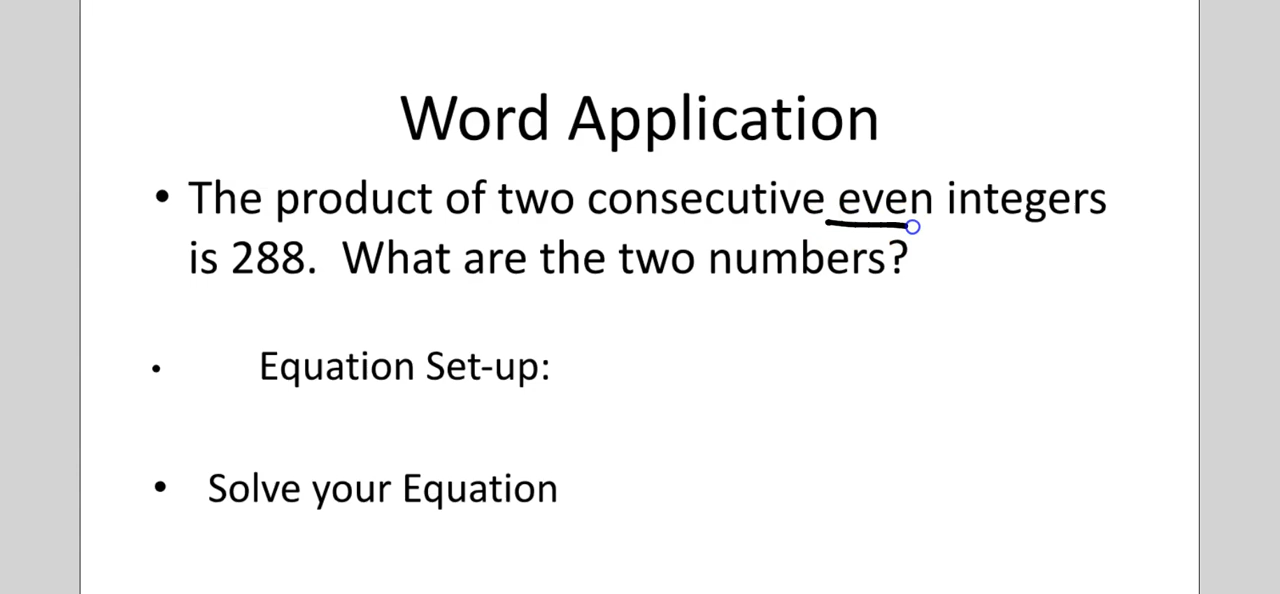 Word Application
• The product of two consecutive even integers
is 288. What are the two numbers?
• Equation Set-up:
• Solve your Equation